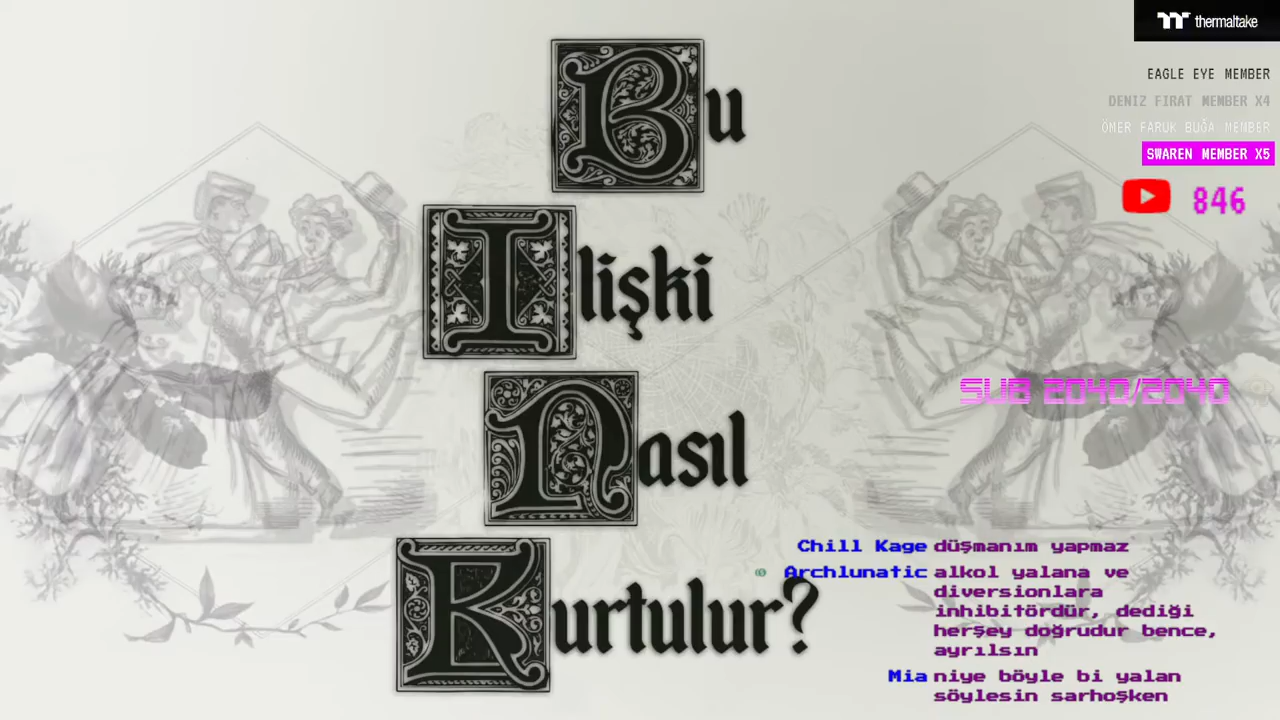 thermaltake
EAGLE EYE MEMBER
DENIZ FIRAT MEMBER X4
ÖMER FARUK BUĞA MEMBER
SWAREN MEMBER X5
846
Bu
Ilişki
Nasıl
Kurtulur?
SUB 2040/2040
Chill Kage düşmanım yapmaz
Archlunatic alkol yalana ve
diversionlara
inhibitördür, dediği
herşey doğrudur bence,
ayrılsın
Mia niye böyle bi yalan
söylesin sarhoşken